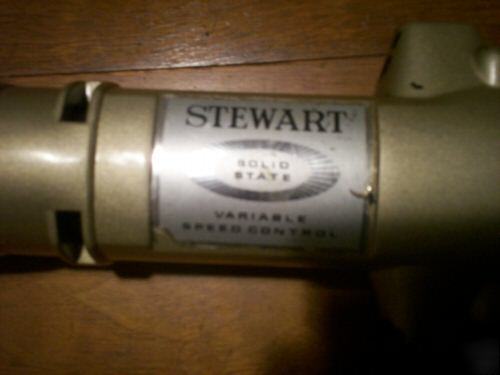 STEWART
SOLID
STATE
VARIABLE
SPEED CONTROL